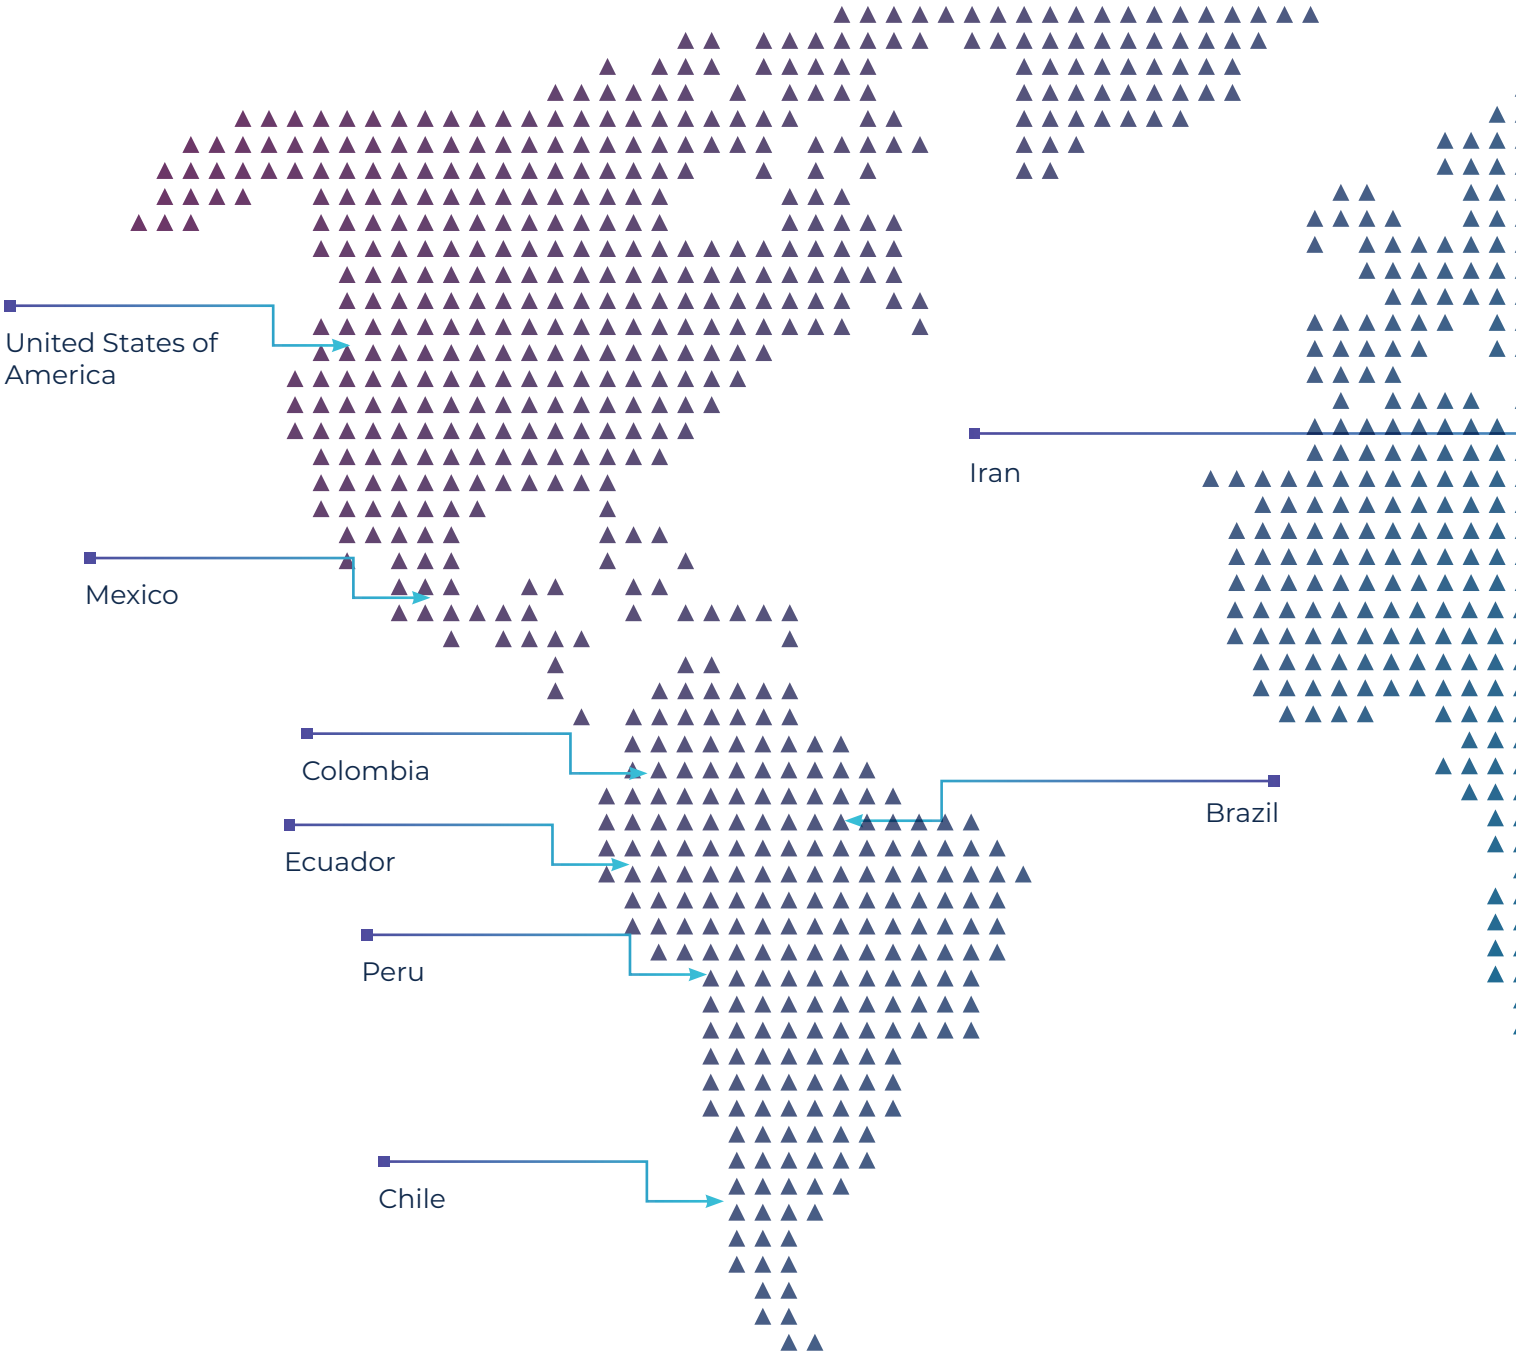 United States of
America
Iran
Mexico
Colombia
Brazil
Ecuador
Peru
Chile